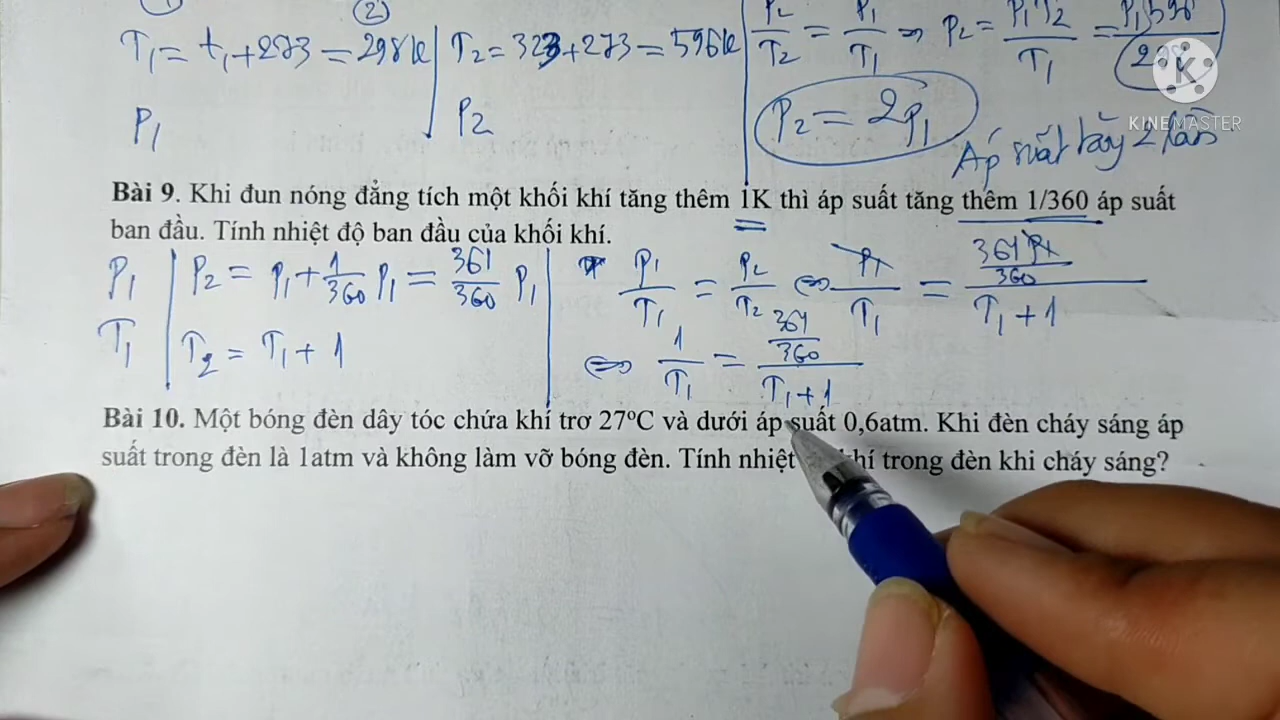 ① ②
T₁ = t₁ + 273 = 298K | T₂ = 323 + 273 = 596K | P₂/T₂ = P₁/T₁ ⇒ P₂ = P₁T₂/T₁ = P₁.596/298
P₁ | P₂ | P₂ = 2P₁
KINEMASTER
Áp suất tăng 2 lần
Bài 9. Khi đun nóng đẳng tích một khối khí tăng thêm 1K thì áp suất tăng thêm 1/360 áp suất
ban đầu. Tính nhiệt độ ban đầu của khối khí.
P₁ | P₂ = P₁ + 1/360 P₁ = 361/360 P₁ | * P₁/T₁ = P₂/T₂ ⇔ P₁/T₁ = 361P₁/360 / T₁ + 1
T₁ | T₂ = T₁ + 1 | ⇔ 1/T₁ = 361/360 / T₁ + 1
Bài 10. Một bóng đèn dây tóc chứa khí trơ 27⁰C và dưới áp suất 0,6atm. Khi đèn cháy sáng áp
suất trong đèn là 1atm và không làm vỡ bóng đèn. Tính nhiệt khí trong đèn khi cháy sáng?